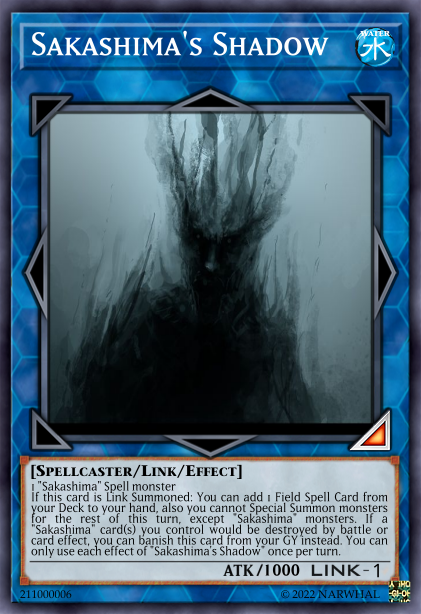 Sakashima's Shadow
WATER
水
[Spellcaster/Link/Effect]
1 "Sakashima" Spell monster
If this card is Link Summoned: You can add 1 Field Spell Card from
your Deck to your hand, also you cannot Special Summon monsters
for the rest of this turn, except "Sakashima" monsters. If a
"Sakashima" card(s) you control would be destroyed by battle or
card effect, you can banish this card from your GY instead. You can
only use each effect of "Sakashima's Shadow" once per turn.
ATK/1000 LINK-1
211000006 © 2022 NARWHAL